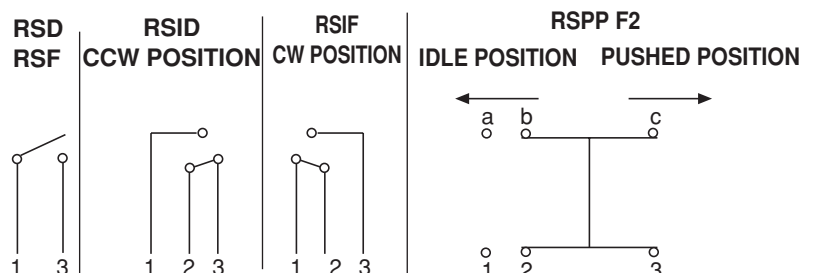 RSD
RSF
RSID
CCW POSITION
RSIF
CW POSITION
RSPP F2
IDLE POSITION PUSHED POSITION
a b c
1 3
1 2 3
1 2 3
1 2 3